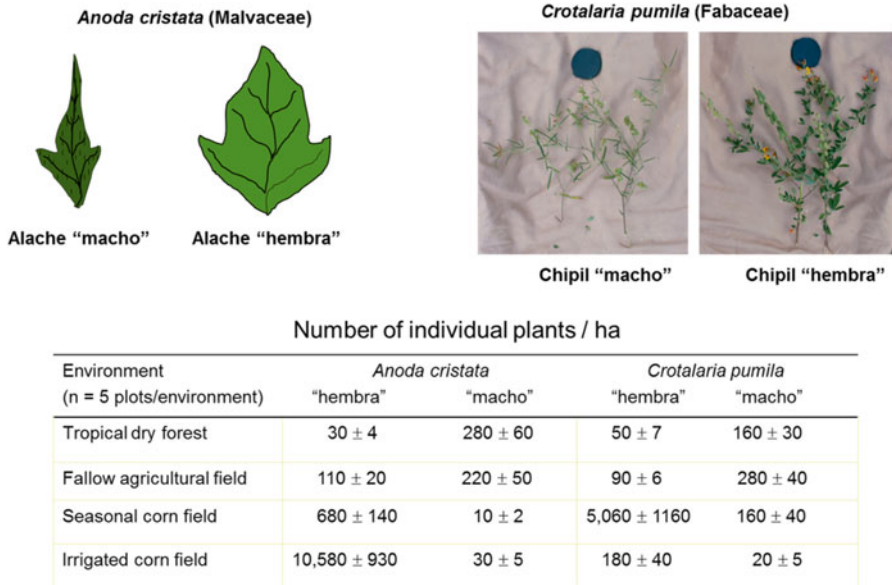 Anoda cristata (Malvaceae)
Crotalaria pumila (Fabaceae)
Alache “macho”
Alache “hembra”
Chipil “macho”
Chipil “hembra”
Number of individual plants / ha
Environment Anoda cristata Crotalaria pumila
(n = 5 plots/environment) “hembra” “macho” “hembra” “macho”
Tropical dry forest 30 ± 4 280 ± 60 50 ± 7 160 ± 30
Fallow agricultural field 110 ± 20 220 ± 50 90 ± 6 280 ± 40
Seasonal corn field 680 ± 140 10 ± 2 5,060 ± 1160 160 ± 40
Irrigated corn field 10,580 ± 930 30 ± 5 180 ± 40 20 ± 5